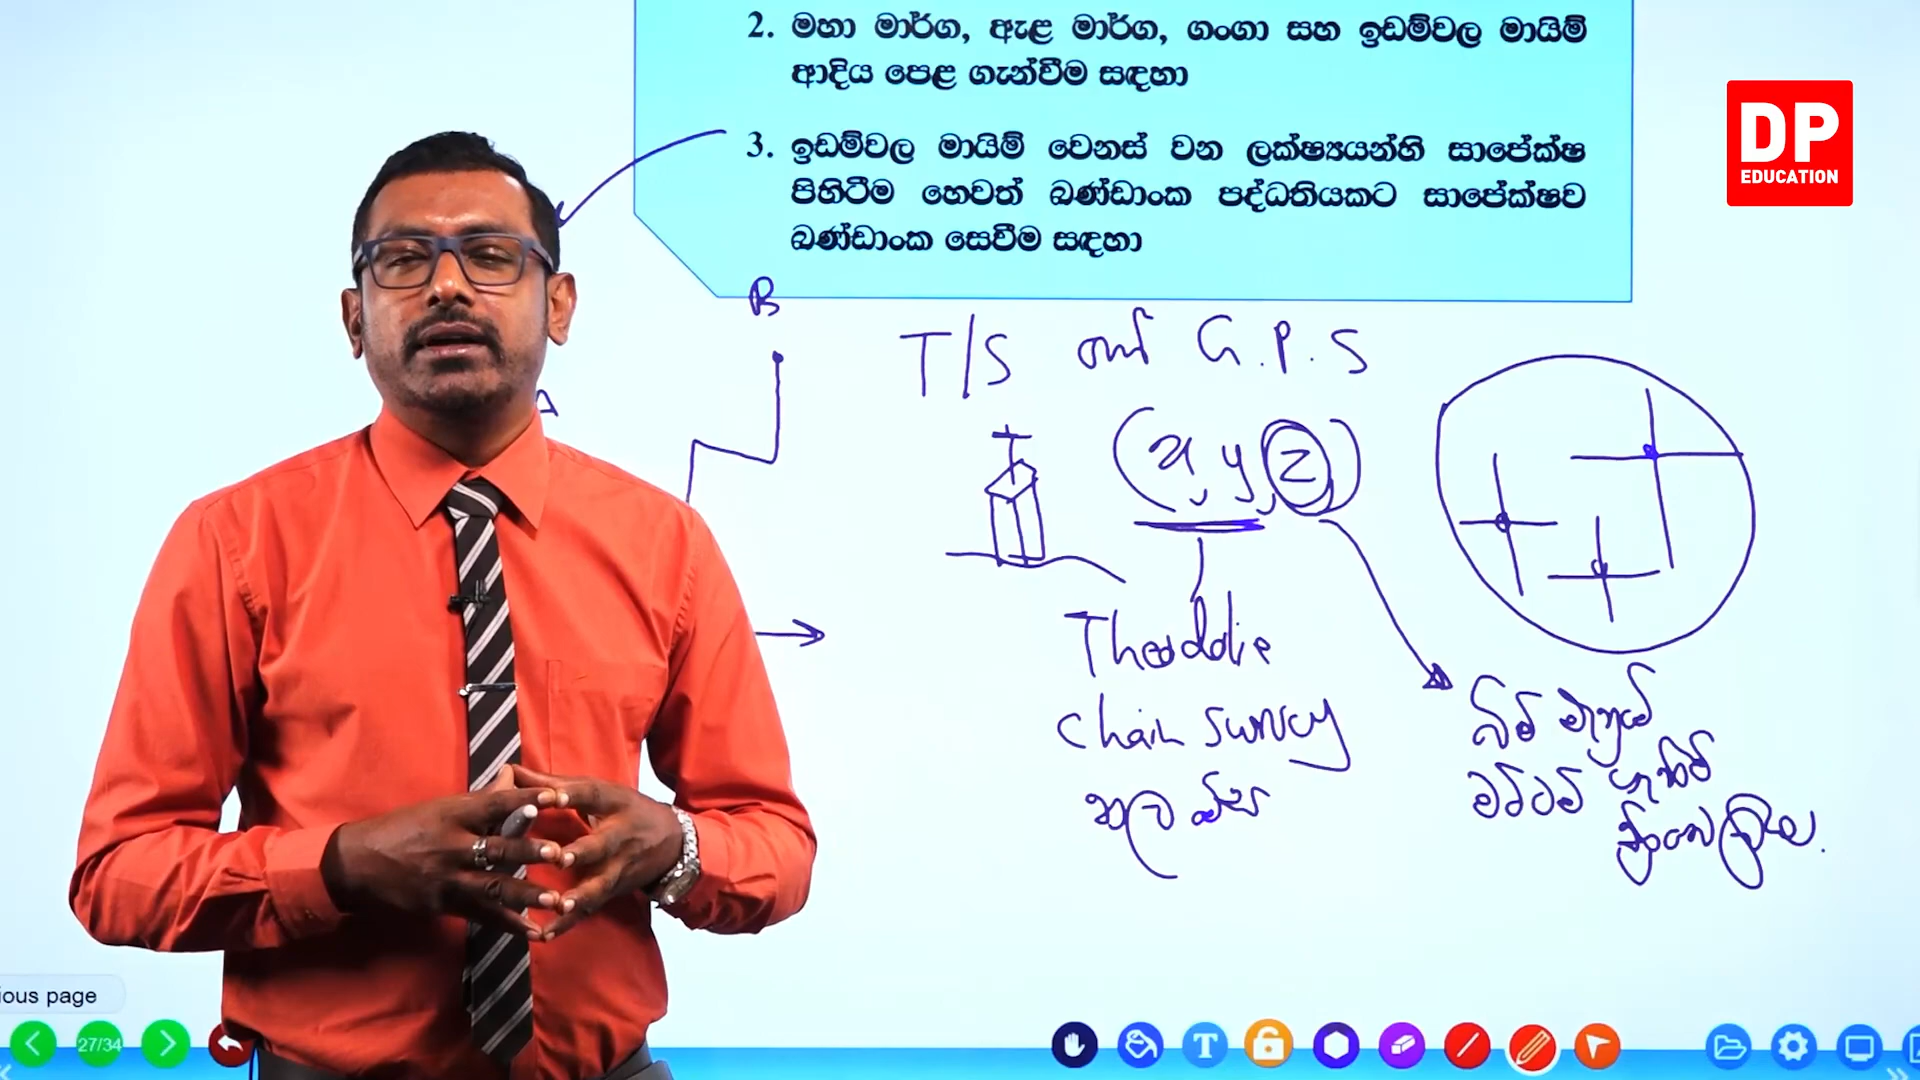 2. මහා මාර්ග, ඇළ මාර්ග, ගංගා සහ ඉඩම්වල මායිම්
ආදිය පෙළ ගැන්වීම සඳහා
3. ඉඩම්වල මායිම් වෙනස් වන ලක්ෂ්‍යයන්හි සාපේක්ෂ
පිහිටීම හෙවත් ඛණ්ඩාංක පද්ධතියකට සාපේක්ෂව
ඛණ්ඩාංක සෙවීම සඳහා
DP
EDUCATION
B
A
T/S හෝ G.P.S
(x, y, z)
Chain Survey
බිම් මැනුම්
ious page
27/34
T